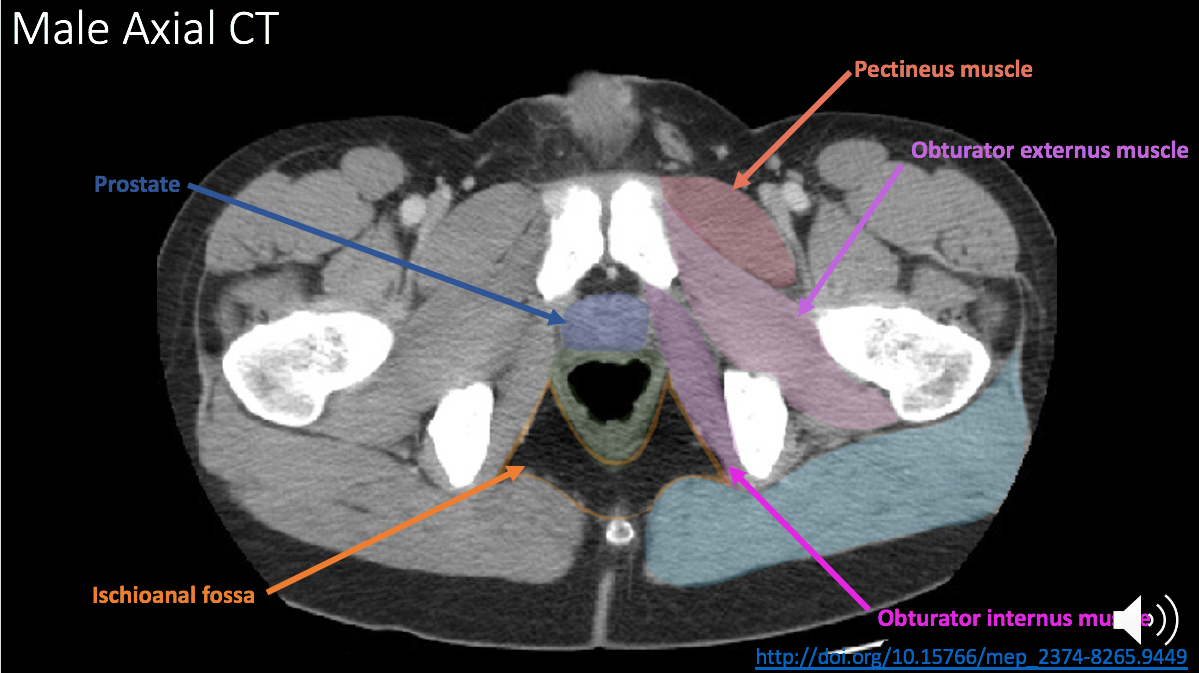 Male Axial CT
Pectineus muscle
Obturator externus muscle
Prostate
Ischioanal fossa
Obturator internus muscle
http://doi.org/10.15766/mep_2374-8265.9449